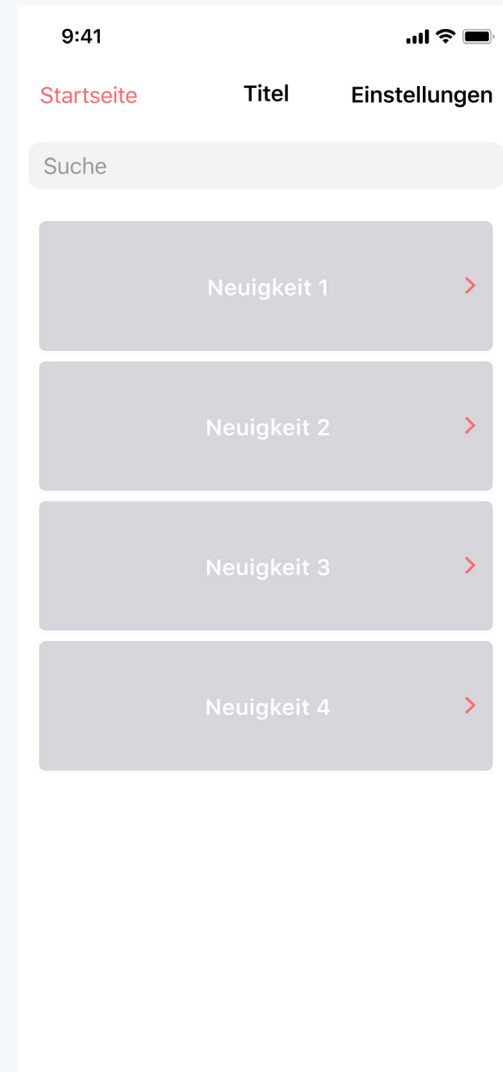 9:41
Startseite Titel Einstellungen
Suche
Neuigkeit 1
Neuigkeit 2
Neuigkeit 3
Neuigkeit 4